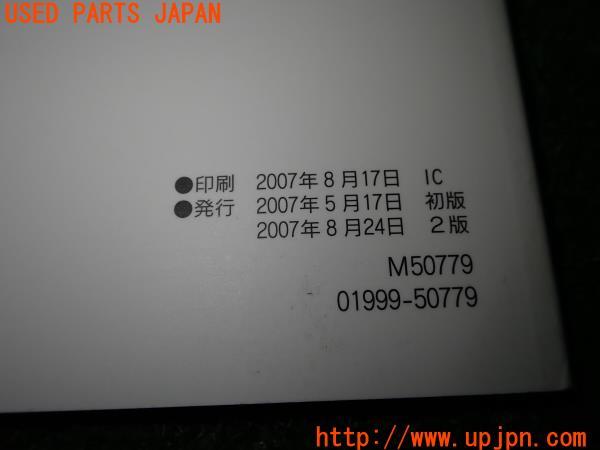 USED PARTS JAPAN
●印刷 2007年8月17日 IC
●発行 2007年5月17日 初版
2007年8月24日 2版
M50779
01999-50779
http://www.upjpn.com